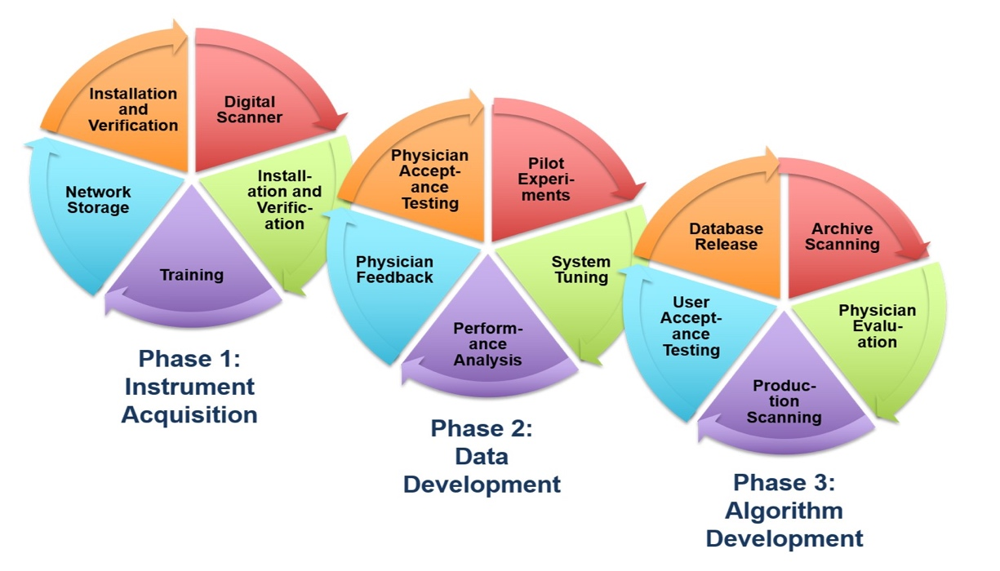 Installation
and
Verification
Digital
Scanner
Install-
ation and
Verific-
ation
Training
Network
Storage
Phase 1:
Instrument
Acquisition
Physician
Accept-
ance
Testing
Pilot
Experi-
ments
System
Tuning
Perform-
ance
Analysis
Physician
Feedback
Phase 2:
Data
Development
Database
Release
Archive
Scanning
Physician
Evalu-
ation
Produc-
tion
Scanning
User
Accept-
ance
Testing
Phase 3:
Algorithm
Development